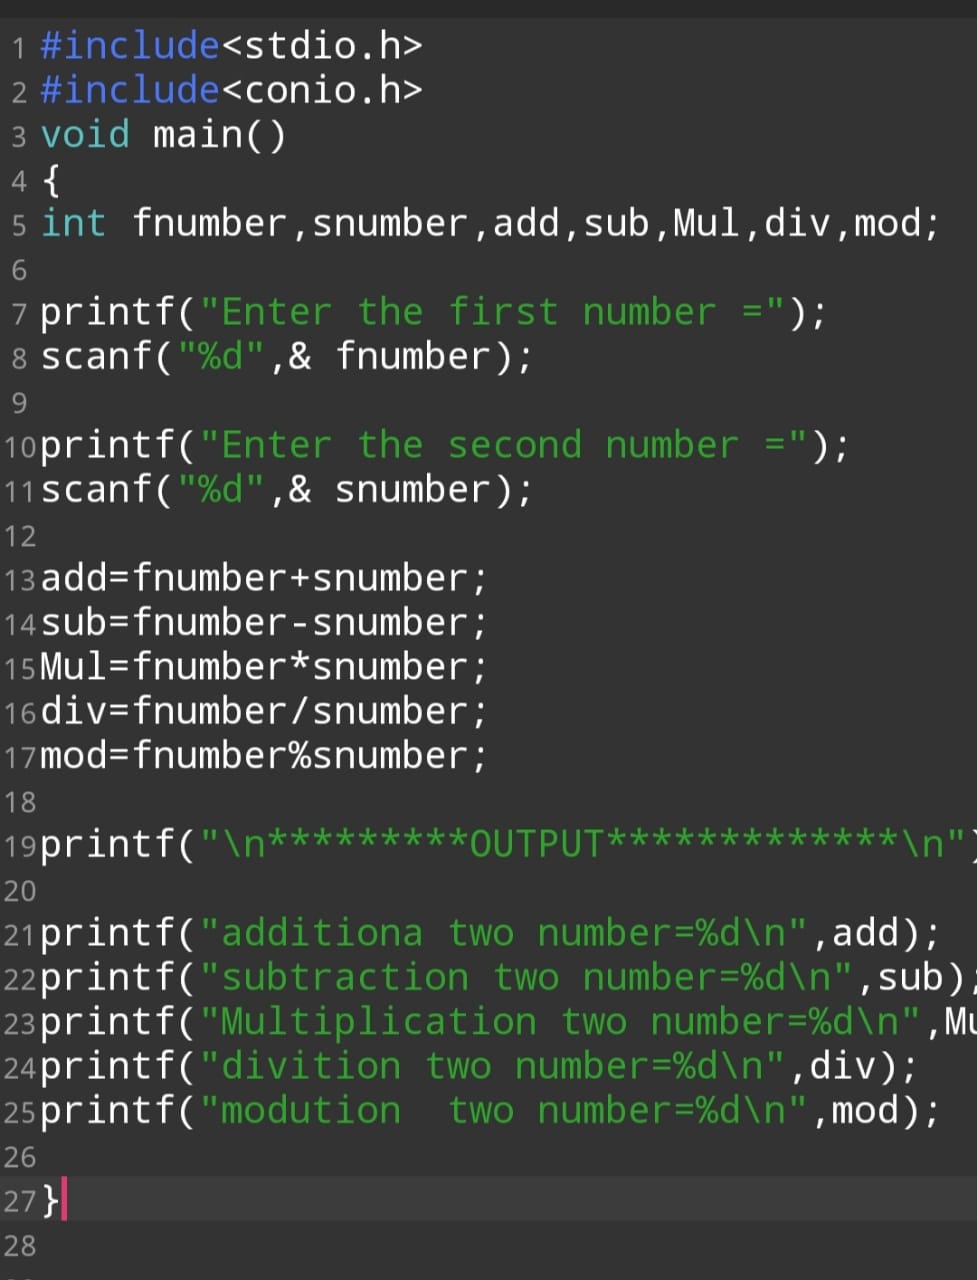 1 #include<stdio.h>
2 #include<conio.h>
3 void main()
4 {
5 int fnumber,snumber,add,sub,Mul,div,mod;
6
7 printf("Enter the first number =");
8 scanf("%d",& fnumber);
9
10 printf("Enter the second number =");
11 scanf("%d",& snumber);
12
13 add=fnumber+snumber;
14 sub=fnumber-snumber;
15 Mul=fnumber*snumber;
16 div=fnumber/snumber;
17 mod=fnumber%snumber;
18
19 printf("\n*********OUTPUT*************\n")
20
21 printf("additiona two number=%d\n",add);
22 printf("subtraction two number=%d\n",sub);
23 printf("Multiplication two number=%d\n",Mu
24 printf("divition two number=%d\n",div);
25 printf("modution  two number=%d\n",mod);
26
27 }
28